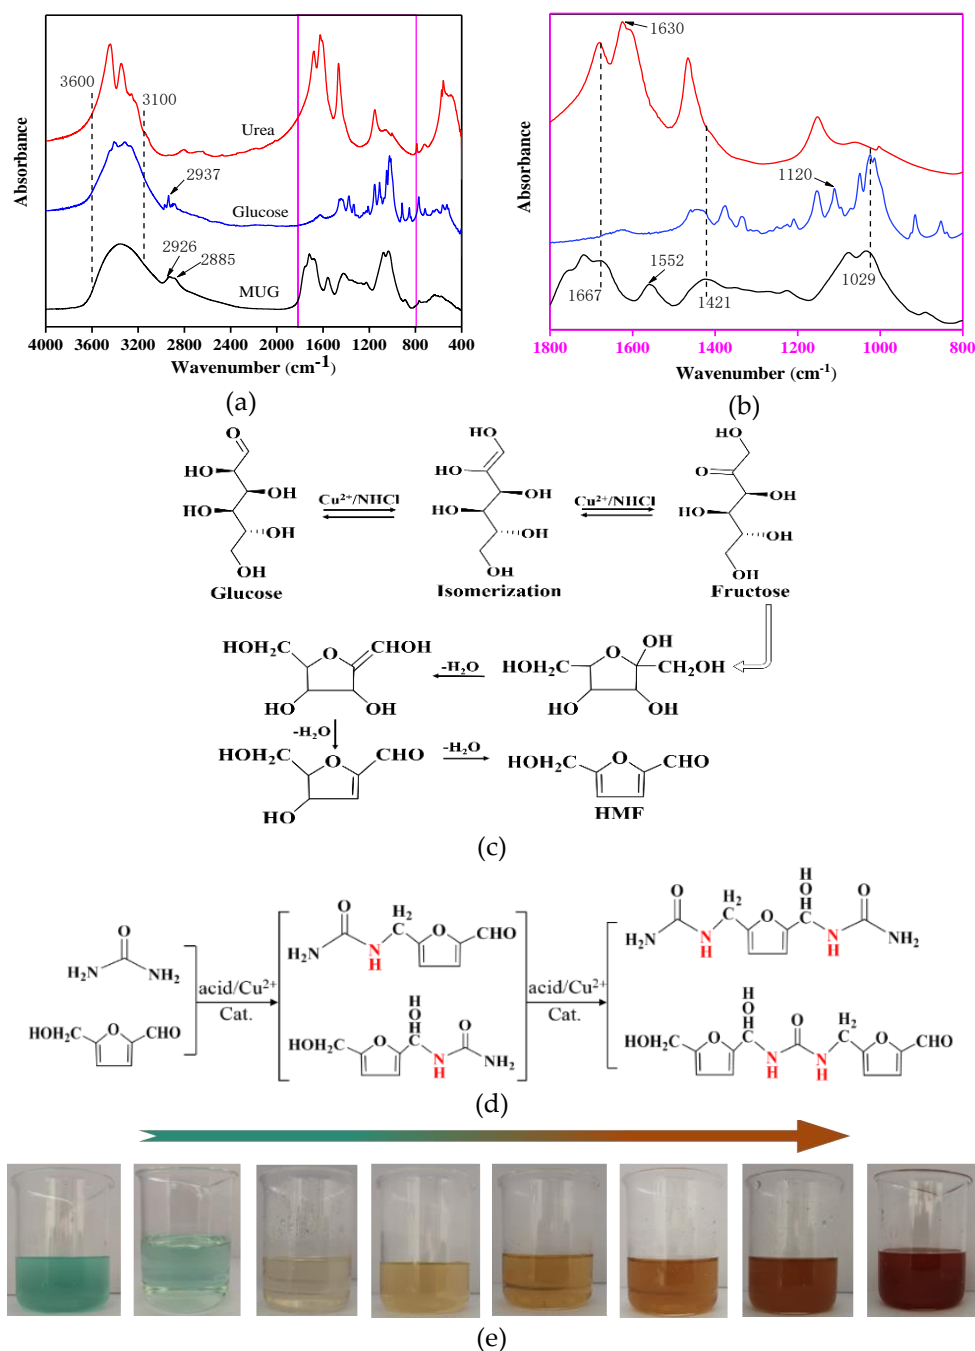 3600
3100
Urea
2937
Glucose
2926
2885
MUG
Absorbance
4000 3600 3200 2800 2400 2000 1600 1200 800 400
Wavenumber (cm-1)
(a)
1630
1120
1667
1552
1421
1029
Absorbance
1800 1600 1400 1200 1000 800
Wavenumber (cm-1)
(b)
O
HO
OH
HO
OH
OH
Glucose
Cu2+/NHCl
HO
HO
OH
HO
OH
OH
Isomerization
Cu2+/NHCl
HO
O
OH
HO
OH
OH
Fructose
HOH2C
O
CHOH
HO
OH
-H2O
HOH2C
O
OH
CH2OH
HO
OH
-H2O
HOH2C
O
CHO
HO
-H2O
HOH2C
O
CHO
HMF
(c)
O
H2N
NH2
HOH2C
O
CHO
acid/Cu2+
Cat.
O
H2N
N
H
H2
C
O
CHO
HOH2C
O
H
O
H
C
N
H
O
NH2
acid/Cu2+
Cat.
O
H2N
N
H
H2
C
O
H
O
H
C
N
H
O
NH2
HOH2C
O
H
O
H
C
N
H
O
N
H
H2
C
O
CHO
(d)
(e)